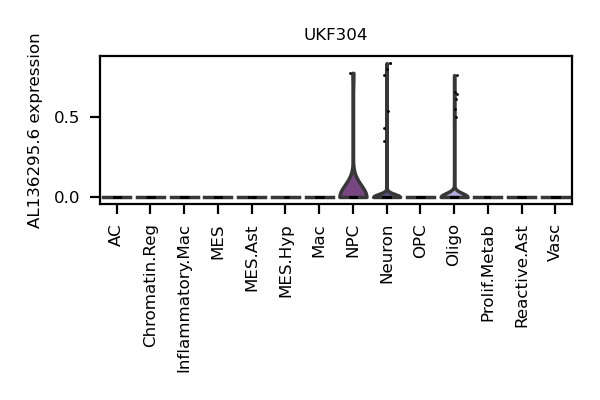 UKF304
AL136295.6 expression
0.5
0.0
AC
Chromatin.Reg
Inflammatory.Mac
MES
MES.Ast
MES.Hyp
Mac
NPC
Neuron
OPC
Oligo
Prolif.Metab
Reactive.Ast
Vasc